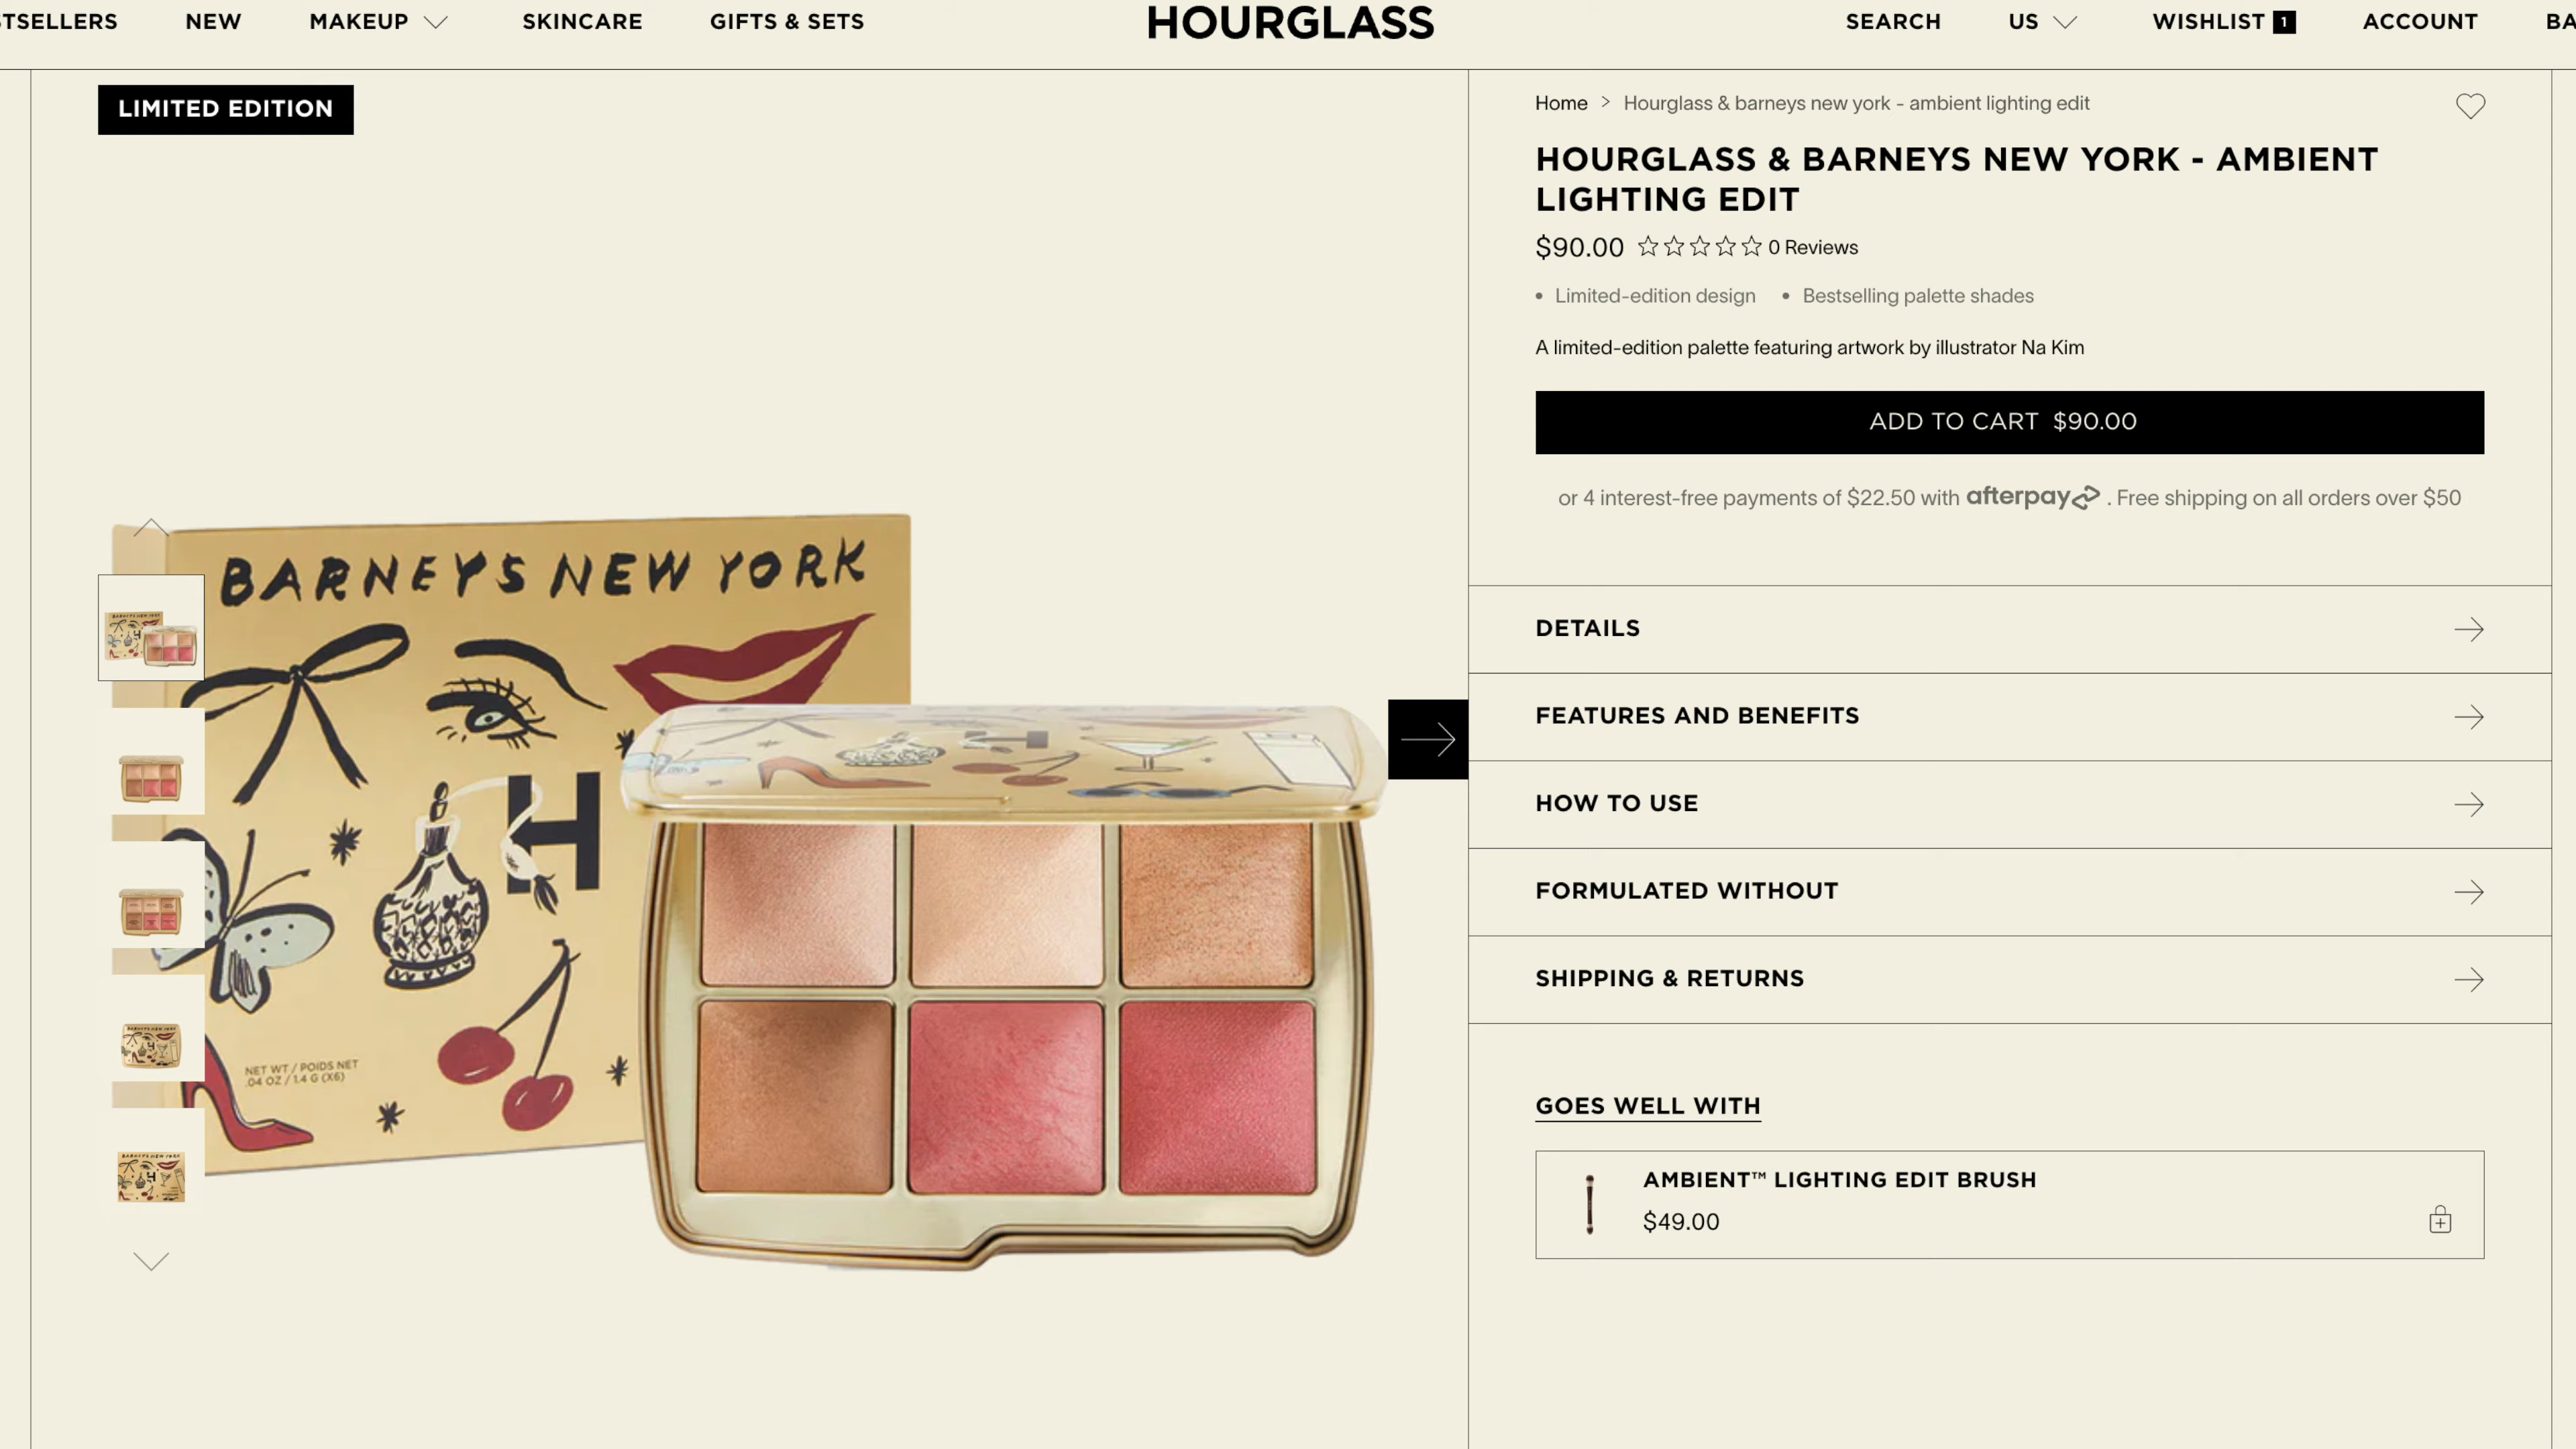 TSELLERS
NEW
MAKEUP
SKINCARE
GIFTS & SETS
HOURGLASS
SEARCH
US
WISHLIST 1
ACCOUNT
BA
LIMITED EDITION
Home > Hourglass & barneys new york - ambient lighting edit
HOURGLASS & BARNEYS NEW YORK - AMBIENT
LIGHTING EDIT
$90.00 0 Reviews
• Limited-edition design • Bestselling palette shades
A limited-edition palette featuring artwork by illustrator Na Kim
ADD TO CART $90.00
or 4 interest-free payments of $22.50 with afterpay. Free shipping on all orders over $50
BARNEYS NEW YORK
H
NET WT / POIDS NET
.04 OZ / 1.4 G (X6)
DETAILS
FEATURES AND BENEFITS
HOW TO USE
FORMULATED WITHOUT
SHIPPING & RETURNS
GOES WELL WITH
AMBIENT™ LIGHTING EDIT BRUSH
$49.00